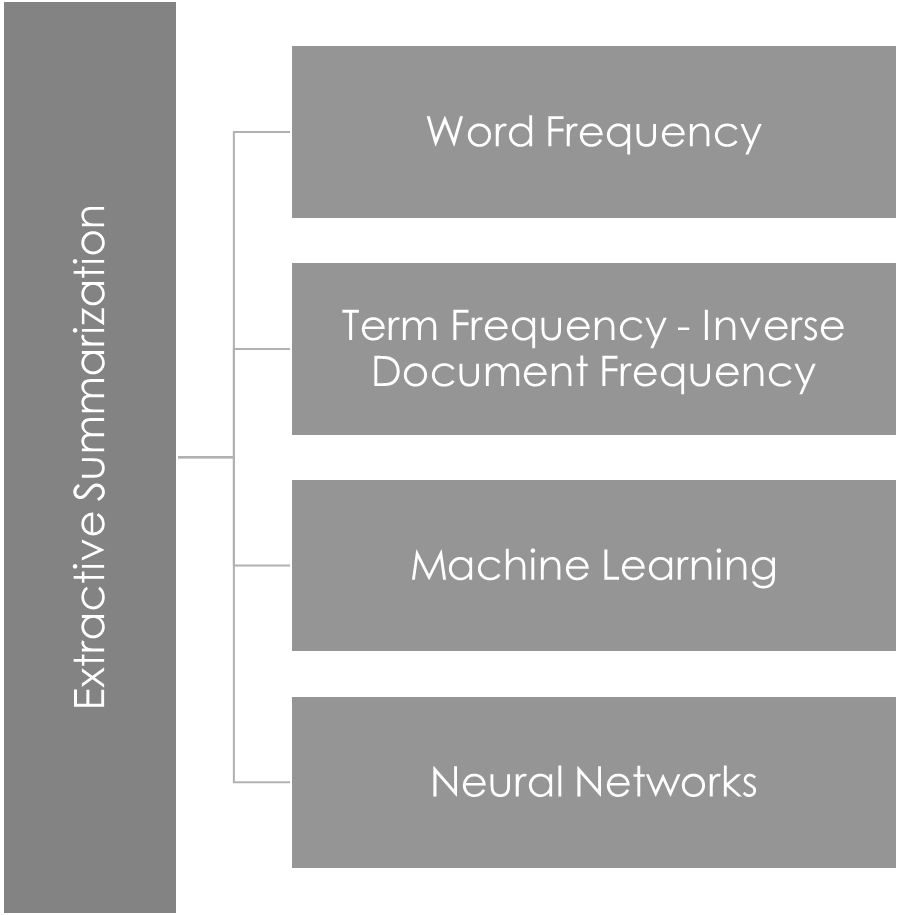 Extractive Summarization
Word Frequency
Term Frequency - Inverse
Document Frequency
Machine Learning
Neural Networks